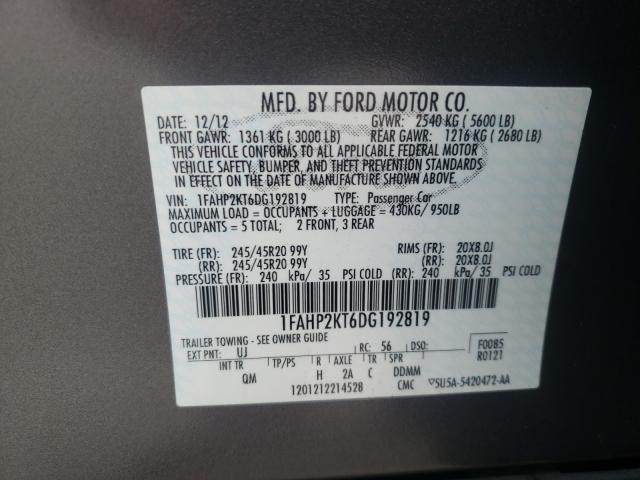 MFD. BY FORD MOTOR CO.
DATE: 12/12 GVWR: 2540 KG (5600 LB)
FRONT GAWR: 1361 KG (3000 LB) REAR GAWR: 1216 KG (2680 LB)
THIS VEHICLE CONFORMS TO ALL APPLICABLE FEDERAL MOTOR
VEHICLE SAFETY, BUMPER, AND THEFT PREVENTION STANDARDS
IN EFFECT ON THE DATE OF MANUFACTURE SHOWN ABOVE.
VIN: 1FAHP2KT6DG192819 TYPE: Passenger Car
MAXIMUM LOAD = OCCUPANTS + LUGGAGE = 430KG/ 950LB
OCCUPANTS = 5 TOTAL: 2 FRONT, 3 REAR
TIRE (FR): 245/45R20 99Y RIMS (FR): 20X8.0J
(RR): 245/45R20 99Y (RR): 20X8.0J
PRESSURE (FR): 240 kPa/ 35 PSI COLD (RR): 240 kPa/ 35 PSI COLD
1FAHP2KT6DG192819
TRAILER TOWING - SEE OWNER GUIDE
EXT PNT: UJ RC: 56 DSO: F0085
INT TR TP/PS R AXLE TR SPR R0121
QM H 2A C DDMM
1201212214528 CMC ▽5U5A-5420472-AA